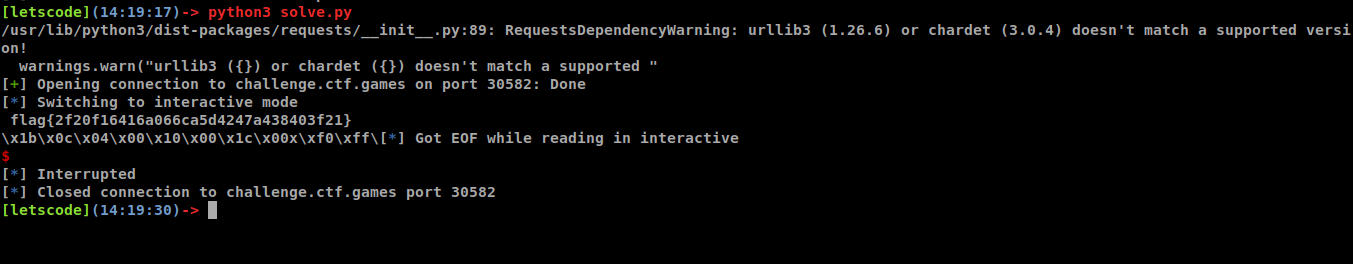 [letscode](14:19:17)-> python3 solve.py
/usr/lib/python3/dist-packages/requests/__init__.py:89: RequestsDependencyWarning: urllib3 (1.26.6) or chardet (3.0.4) doesn't match a supported versi
on!
  warnings.warn("urllib3 ({}) or chardet ({}) doesn't match a supported "
[+] Opening connection to challenge.ctf.games on port 30582: Done
[*] Switching to interactive mode
 flag{2f20f16416a066ca5d4247a438403f21}
\x1b\x0c\x04\x00\x10\x00\x1c\x00x\xf0\xff\[*] Got EOF while reading in interactive
$
[*] Interrupted
[*] Closed connection to challenge.ctf.games port 30582
[letscode](14:19:30)->